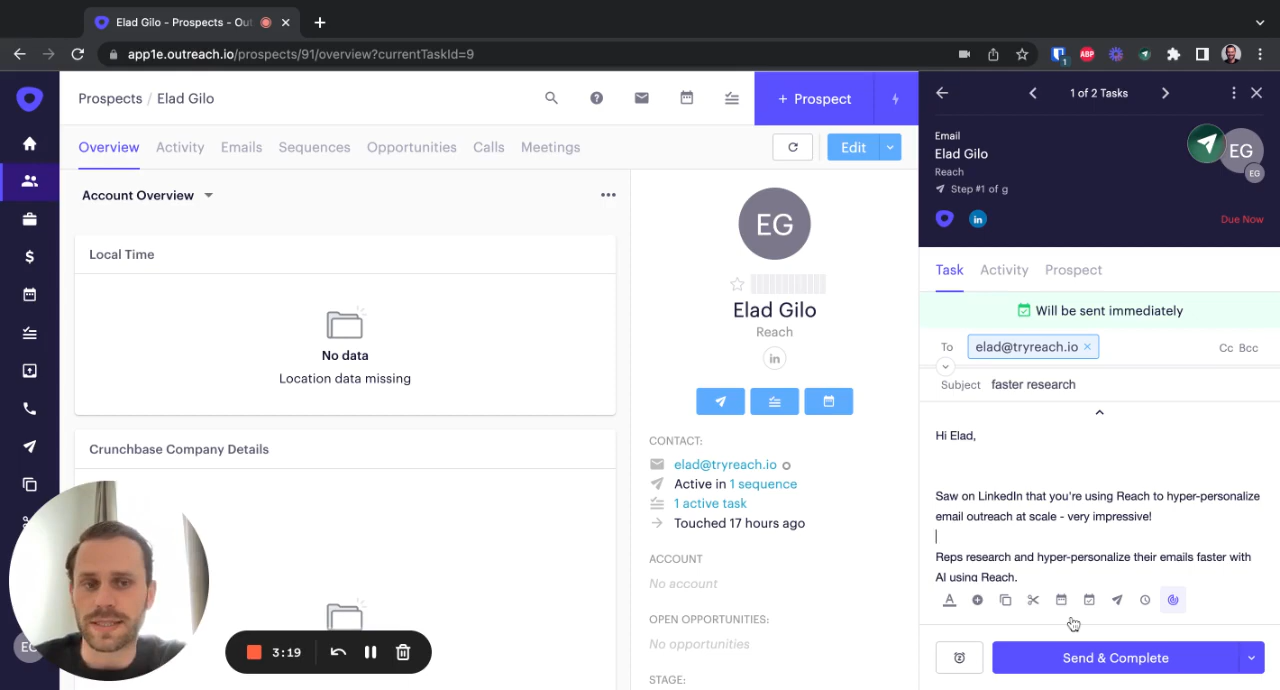 Elad Gilo - Prospects - Out
app1e.outreach.io/prospects/91/overview?currentTaskId=9
1
ABP
Prospects / Elad Gilo
+ Prospect
Overview
Activity
Emails
Sequences
Opportunities
Calls
Meetings
Edit
Account Overview
Local Time
No data
Location data missing
Crunchbase Company Details
EG
Elad Gilo
Reach
in
CONTACT:
elad@tryreach.io
Active in 1 sequence
1 active task
Touched 17 hours ago
ACCOUNT
No account
OPEN OPPORTUNITIES:
No opportunities
STAGE:
1 of 2 Tasks
Email
Elad Gilo
Reach
Step #1 of g
EG
EG
in
Due Now
Task
Activity
Prospect
Will be sent immediately
To
elad@tryreach.io ×
Cc Bcc
Subject
faster research
Hi Elad,
Saw on LinkedIn that you're using Reach to hyper-personalize
email outreach at scale - very impressive!
Reps research and hyper-personalize their emails faster with
AI using Reach.
A
Send & Complete
3:19